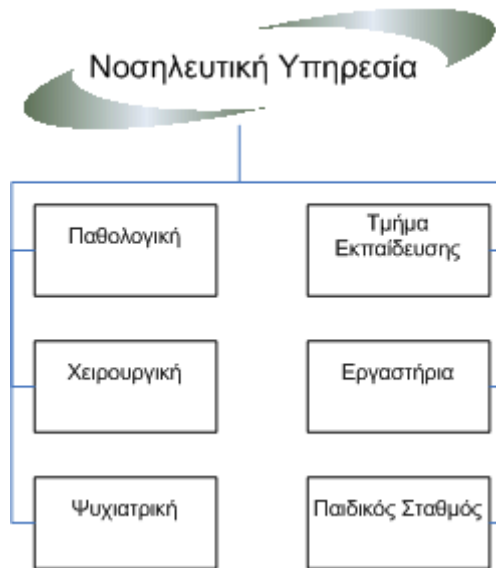 Νοσηλευτική Υπηρεσία
Παθολογική
Τμήμα
Εκπαίδευσης
Χειρουργική
Εργαστήρια
Ψυχιατρική
Παιδικός Σταθμός